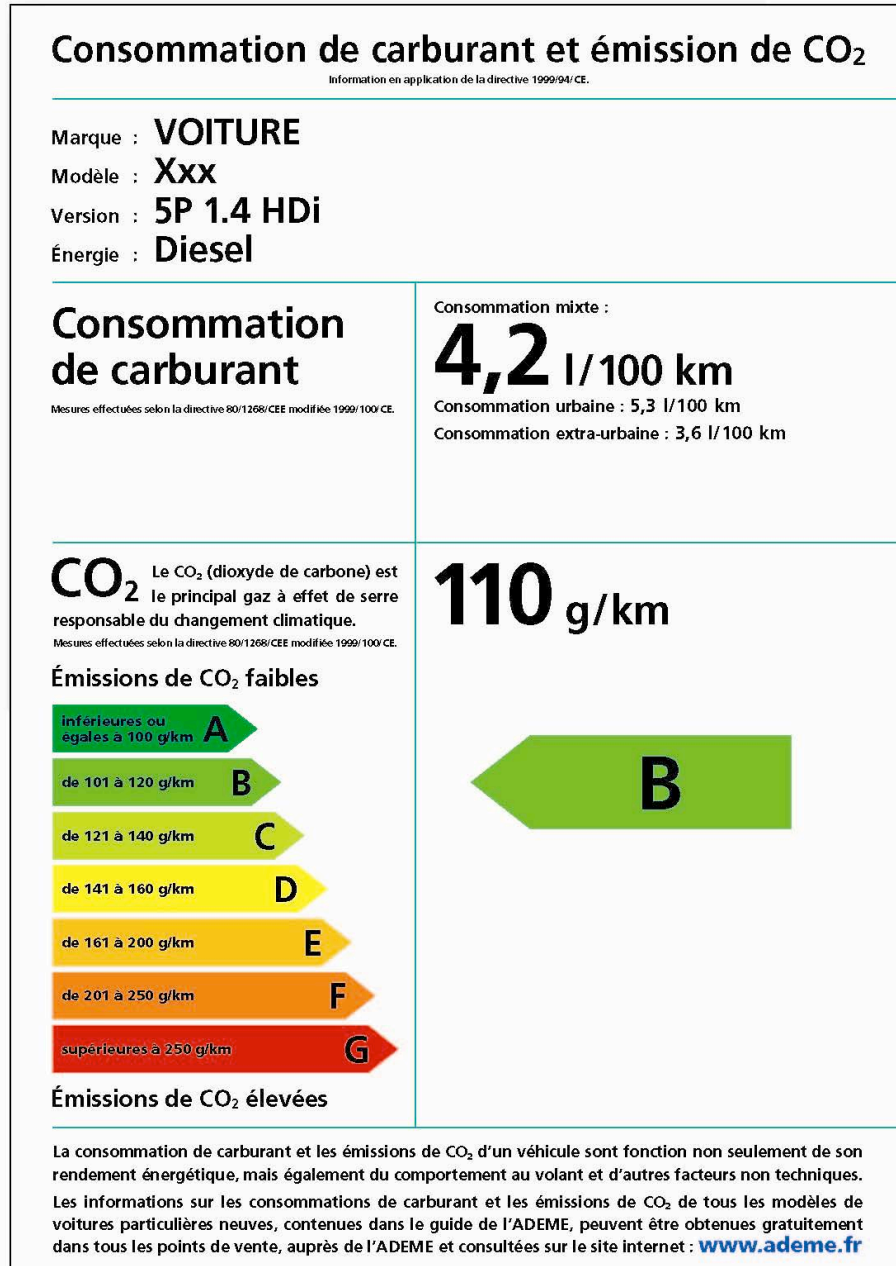 Consommation de carburant et émission de CO₂
Information en application de la directive 1999/94/CE.
Marque : VOITURE
Modèle : Xxx
Version : 5P 1.4 HDi
Énergie : Diesel
Consommation
de carburant
Mesures effectuées selon la directive 80/1268/CEE modifiée 1999/100/CE.
Consommation mixte :
4,2 l/100 km
Consommation urbaine : 5,3 l/100 km
Consommation extra-urbaine : 3,6 l/100 km
CO₂ Le CO₂ (dioxyde de carbone) est
le principal gaz à effet de serre
responsable du changement climatique.
Mesures effectuées selon la directive 80/1268/CEE modifiée 1999/100/CE.
110 g/km
Émissions de CO₂ faibles
inférieures ou
égales à 100 g/km A
de 101 à 120 g/km B
de 121 à 140 g/km C
de 141 à 160 g/km D
de 161 à 200 g/km E
de 201 à 250 g/km F
supérieures à 250 g/km G
Émissions de CO₂ élevées
B
La consommation de carburant et les émissions de CO₂ d'un véhicule sont fonction non seulement de son
rendement énergétique, mais également du comportement au volant et d'autres facteurs non techniques.
Les informations sur les consommations de carburant et les émissions de CO₂ de tous les modèles de
voitures particulières neuves, contenues dans le guide de l'ADEME, peuvent être obtenues gratuitement
dans tous les points de vente, auprès de l'ADEME et consultées sur le site internet : www.ademe.fr